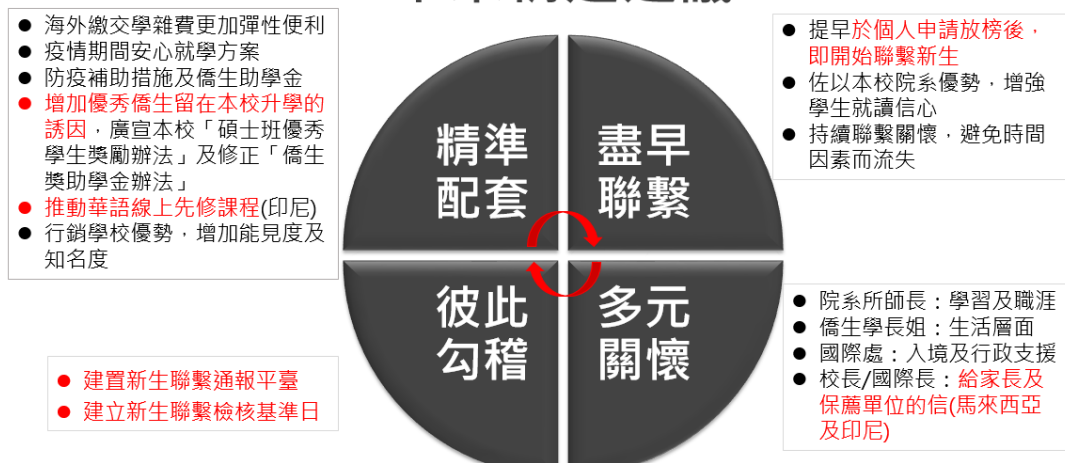 ● 海外繳交學雜費更加彈性便利
● 疫情期間安心就學方案
● 防疫補助措施及僑生助學金
● 增加優秀僑生留在本校升學的
誘因，廣宣本校「碩士班優秀
學生獎勵辦法」及修正「僑生
獎助學金辦法」
● 推動華語線上先修課程(印尼)
● 行銷學校優勢，增加能見度及
知名度
● 提早於個人申請放榜後，
即開始聯繫新生
● 佐以本校院系優勢，增強
學生就讀信心
● 持續聯繫關懷，避免時間
因素而流失
精準
配套
盡早
聯繫
彼此
勾稽
多元
關懷
● 建置新生聯繫通報平臺
● 建立新生聯繫檢核基準日
● 院系所師長：學習及職涯
● 僑生學長姐：生活層面
● 國際處：入境及行政支援
● 校長/國際長：給家長及
保薦單位的信(馬來西亞
及印尼)